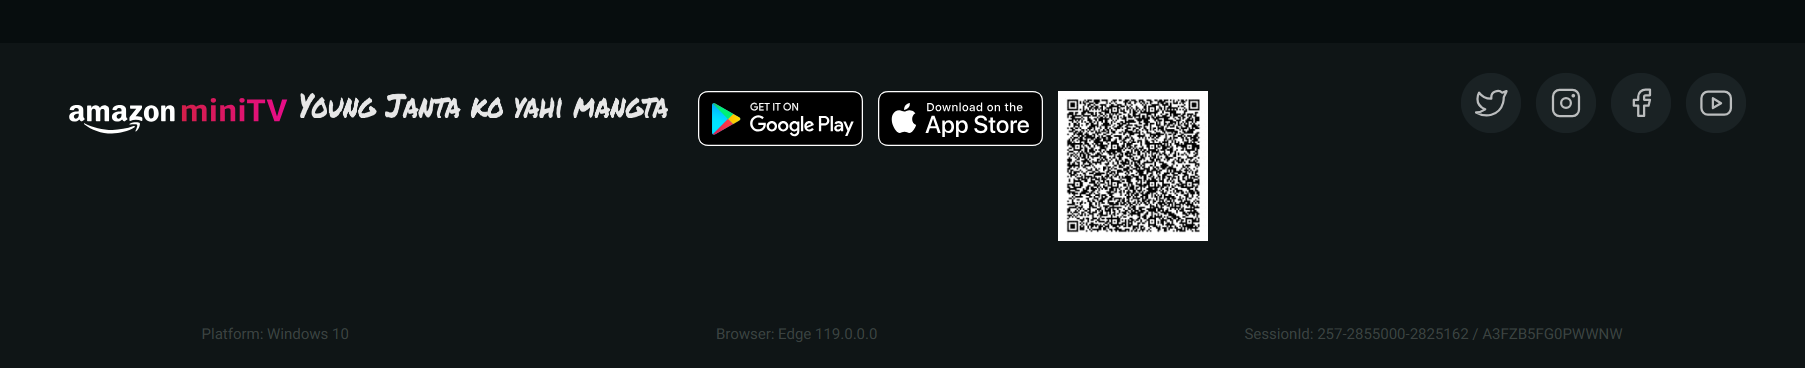 amazon miniTV
Young Janta ko yahi mangta
GET IT ON
Google Play
Download on the
App Store
Platform: Windows 10
Browser: Edge 119.0.0.0
SessionId: 257-2855000-2825162 / A3FZB5FG0PWWNW